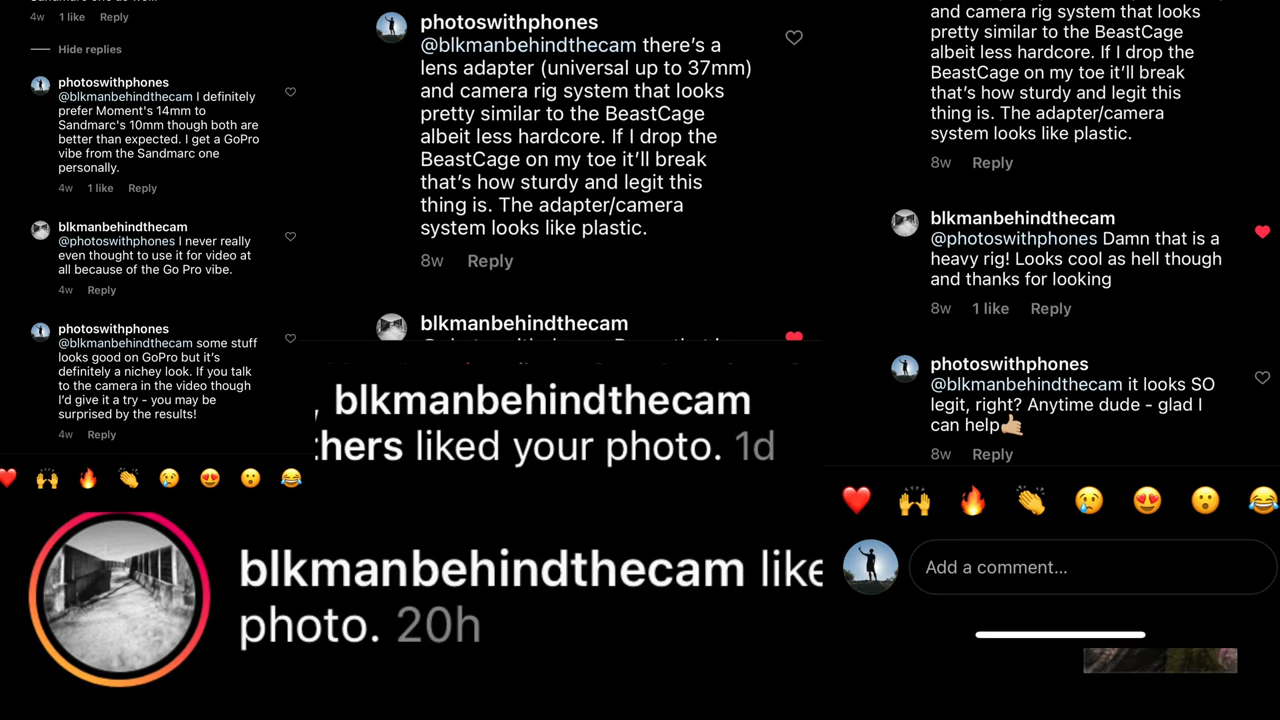 4w 1 like Reply
Hide replies
photoswithphones
@blkmanbehindthecam I definitely
prefer Moment's 14mm to
Sandmarc's 10mm though both are
better than expected. I get a GoPro
vibe from the Sandmarc one
personally.
4w 1 like Reply
blkmanbehindthecam
@photoswithphones I never really
even thought to use it for video at
all because of the Go Pro vibe.
4w Reply
photoswithphones
@blkmanbehindthecam some stuff
looks good on GoPro but it's
definitely a nichey look. If you talk
to the camera in the video though
I'd give it a try - you may be
surprised by the results!
4w Reply
photoswithphones
@blkmanbehindthecam there's a
lens adapter (universal up to 37mm)
and camera rig system that looks
pretty similar to the BeastCage
albeit less hardcore. If I drop the
BeastCage on my toe it'll break
that's how sturdy and legit this
thing is. The adapter/camera
system looks like plastic.
8w Reply
blkmanbehindthecam
, blkmanbehindthecam
thers liked your photo. 1d
blkmanbehindthecam like
photo. 20h
and camera rig system that looks
pretty similar to the BeastCage
albeit less hardcore. If I drop the
BeastCage on my toe it'll break
that's how sturdy and legit this
thing is. The adapter/camera
system looks like plastic.
8w Reply
blkmanbehindthecam
@photoswithphones Damn that is a
heavy rig! Looks cool as hell though
and thanks for looking
8w 1 like Reply
photoswithphones
@blkmanbehindthecam it looks SO
legit, right? Anytime dude - glad I
can help🤙🏼
8w Reply
Add a comment...